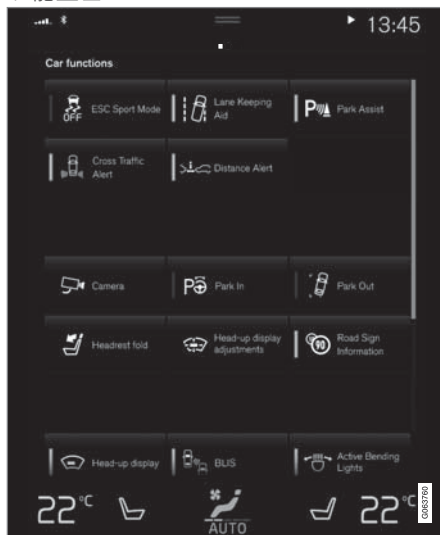 13:45
Car functions
OFF
ESC Sport Mode
Lane Keeping
Aid
P
Park Assist
Cross Traffic
Alert
Distance Alert
Camera
P
Park In
Park Out
Headrest fold
Head-up display
adjustments
90
Road Sign
Information
Head-up display
BLIS
Active Bending
Lights
22°C
AUTO
22°C
G063760